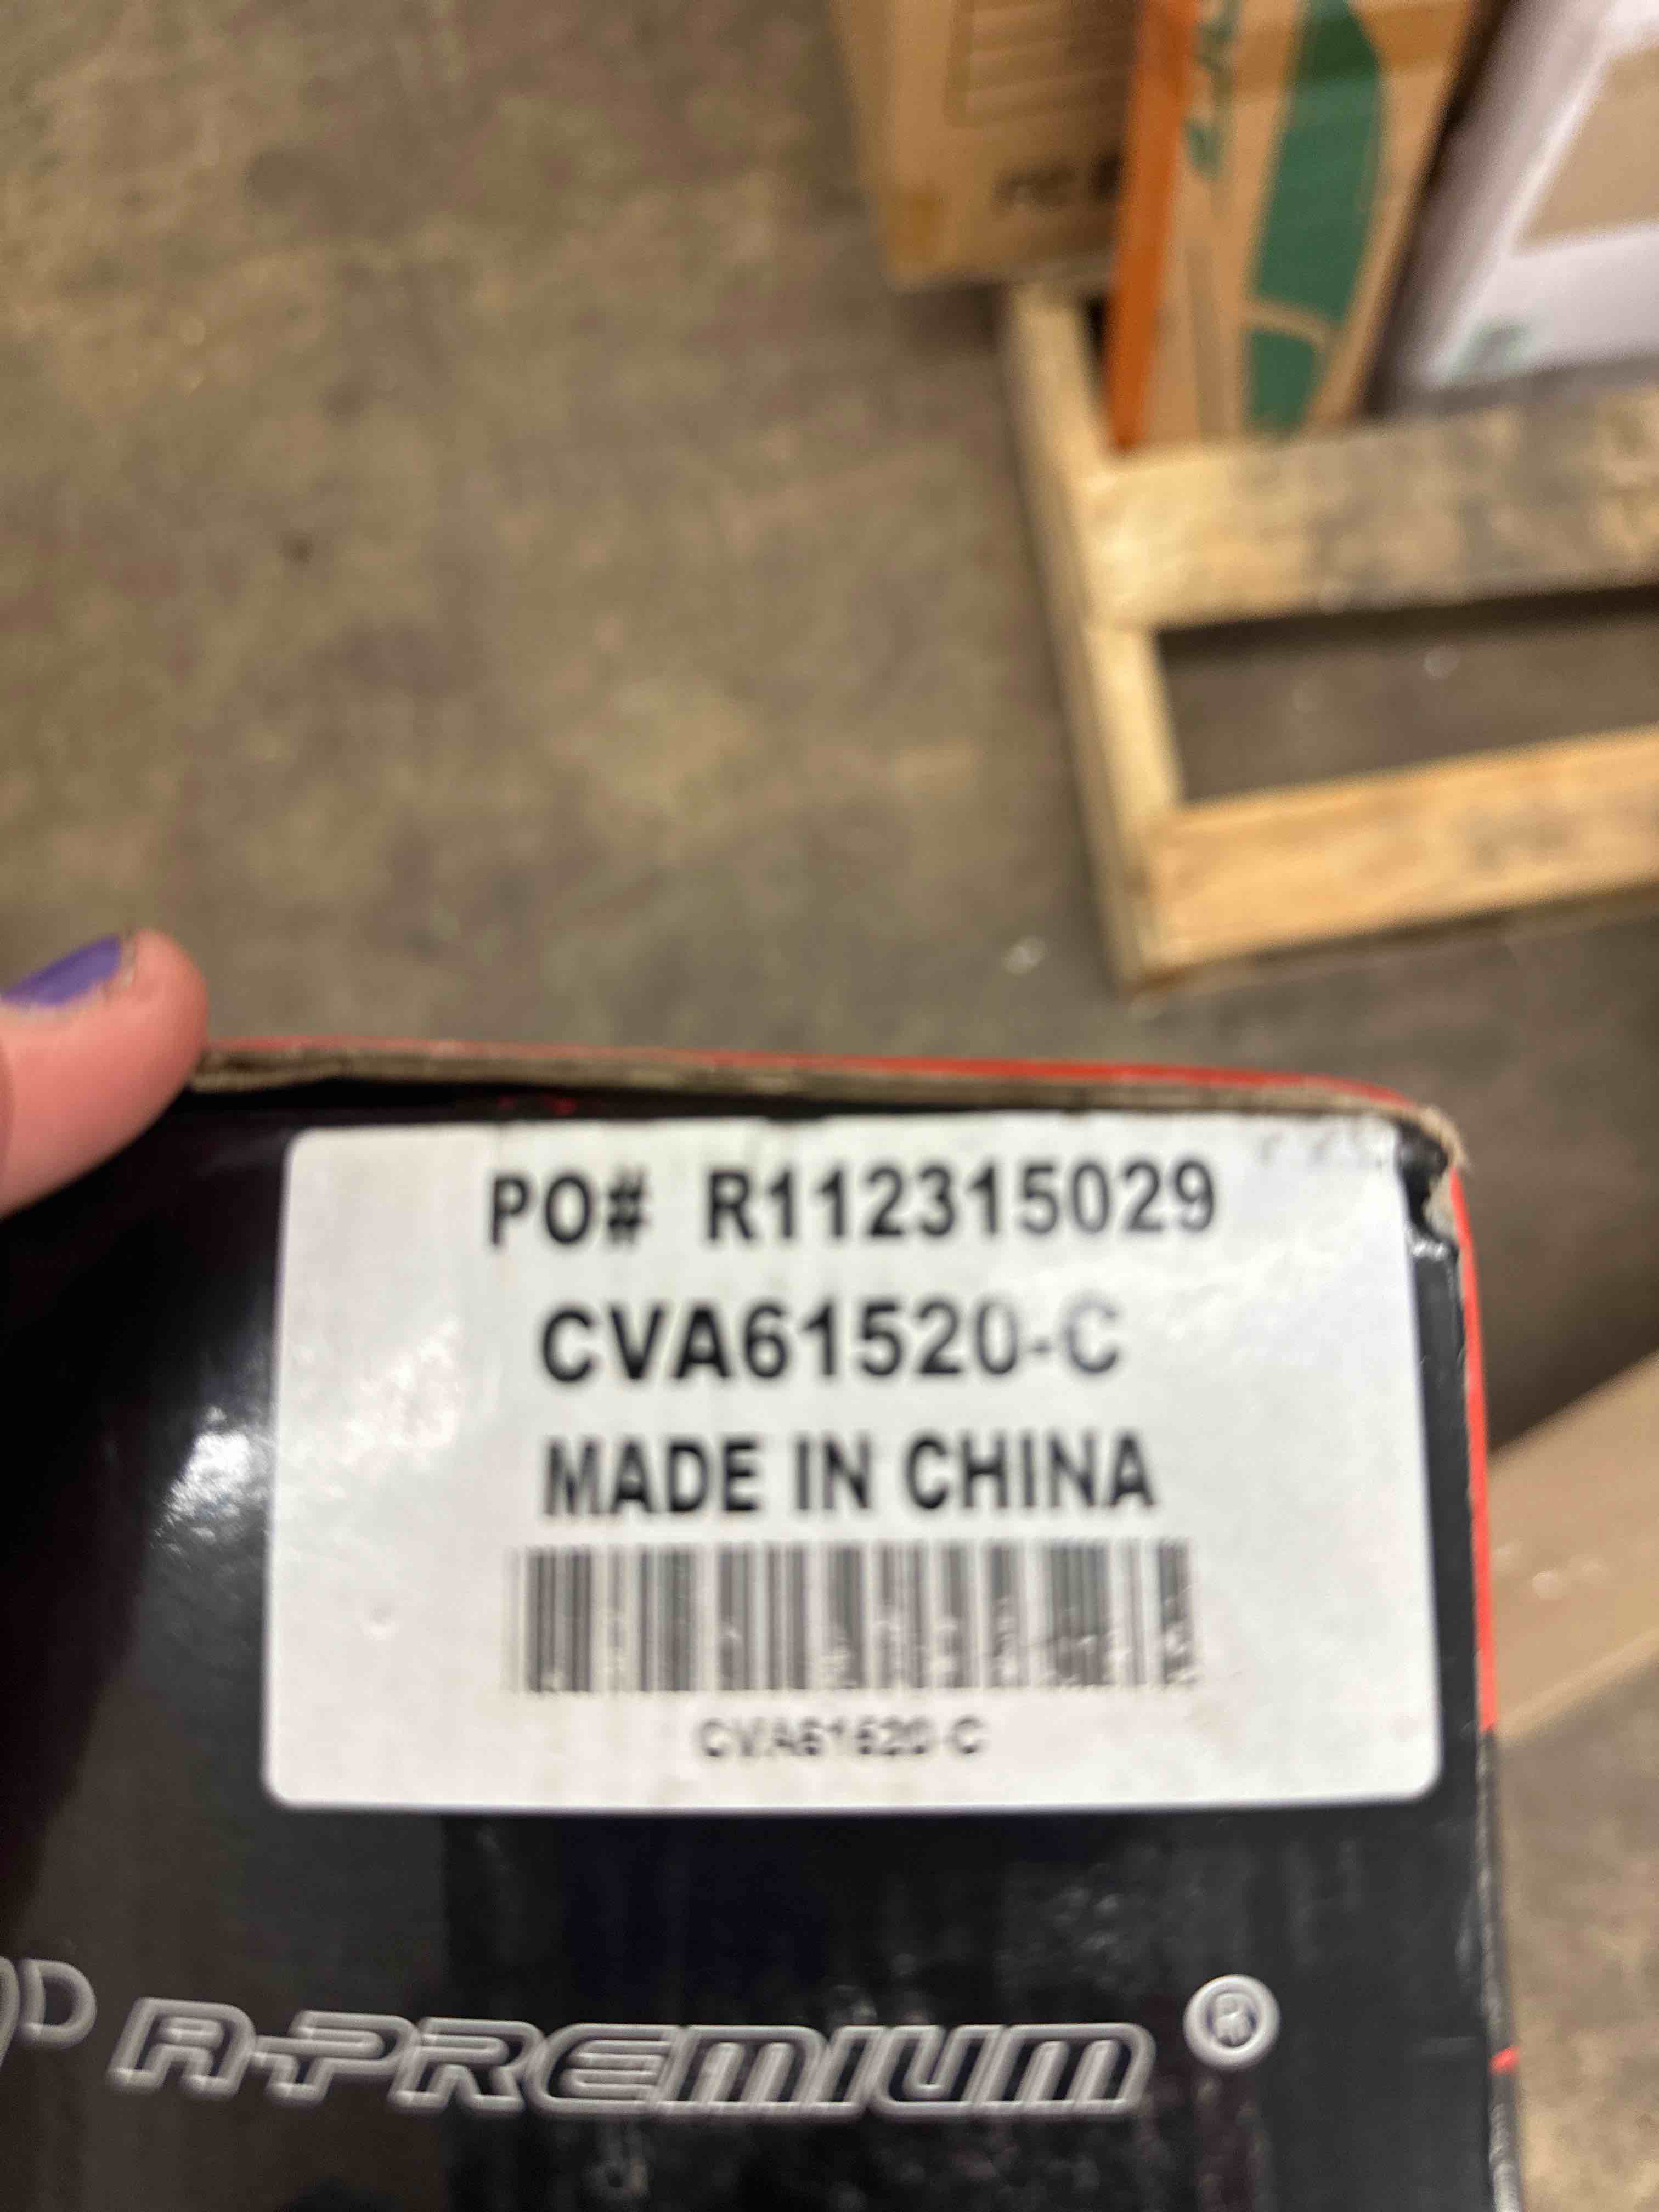 PO# R112315029
CVA61520-C
MADE IN CHINA
CVA61520-C
A-PREMIUM®